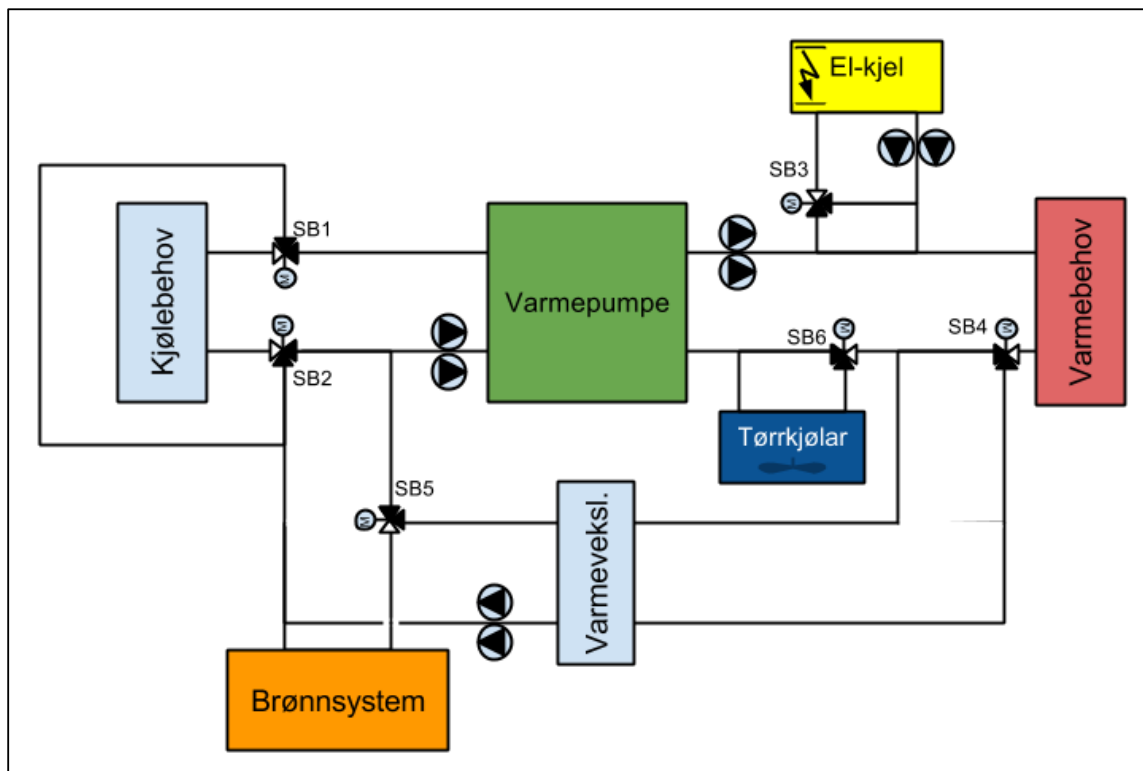 El-kjel
SB3
M
SB1
M
Kjølebehov
Varmepumpe
Varmebehov
M
SB2
SB6
M
SB4
M
Tørrkjølar
SB5
M
Varmeveksl.
Brønnsystem